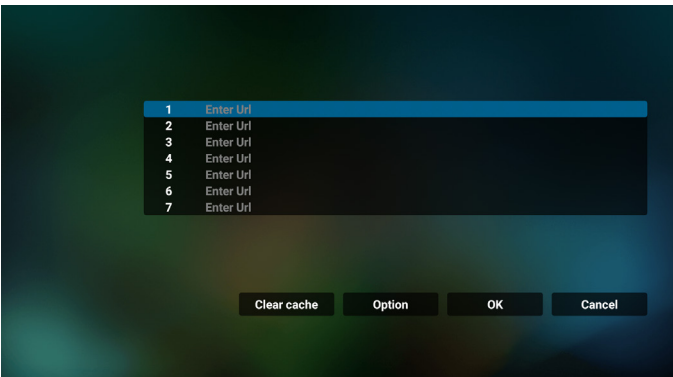 1 Enter Url
2 Enter Url
3 Enter Url
4 Enter Url
5 Enter Url
6 Enter Url
7 Enter Url
Clear cache Option OK Cancel